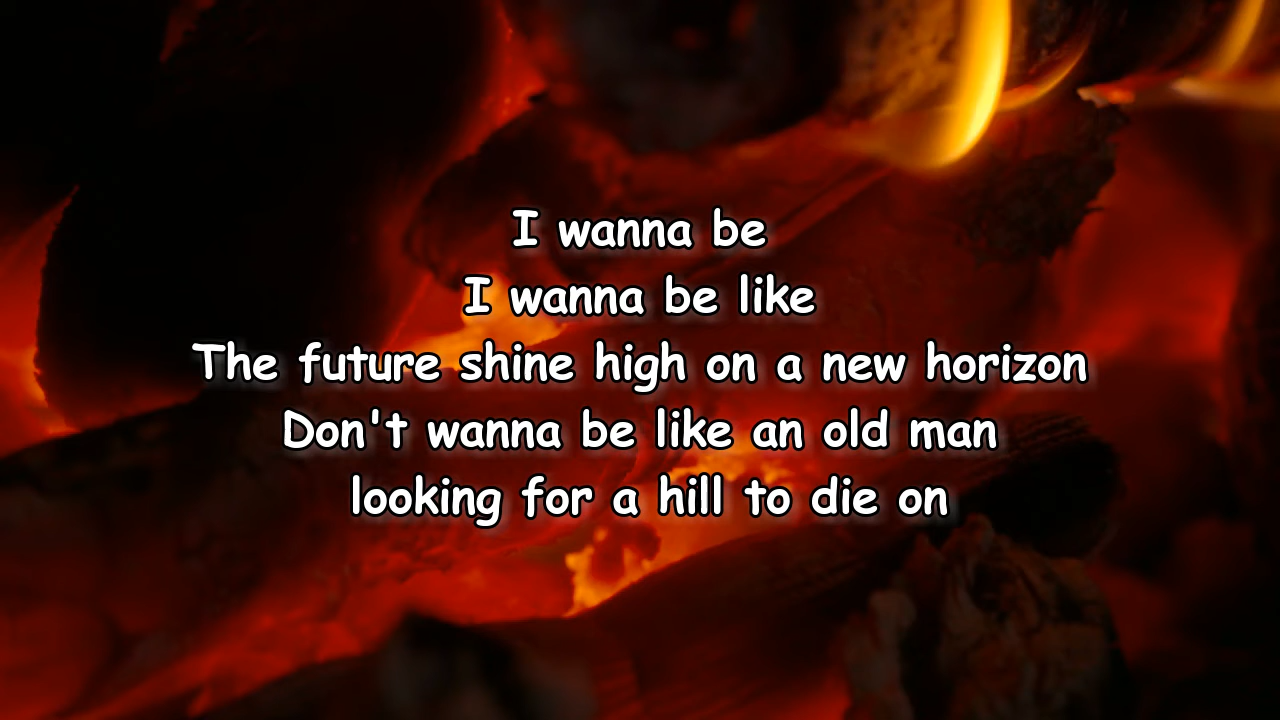 I wanna be
I wanna be like
The future shine high on a new horizon
Don't wanna be like an old man
looking for a hill to die on